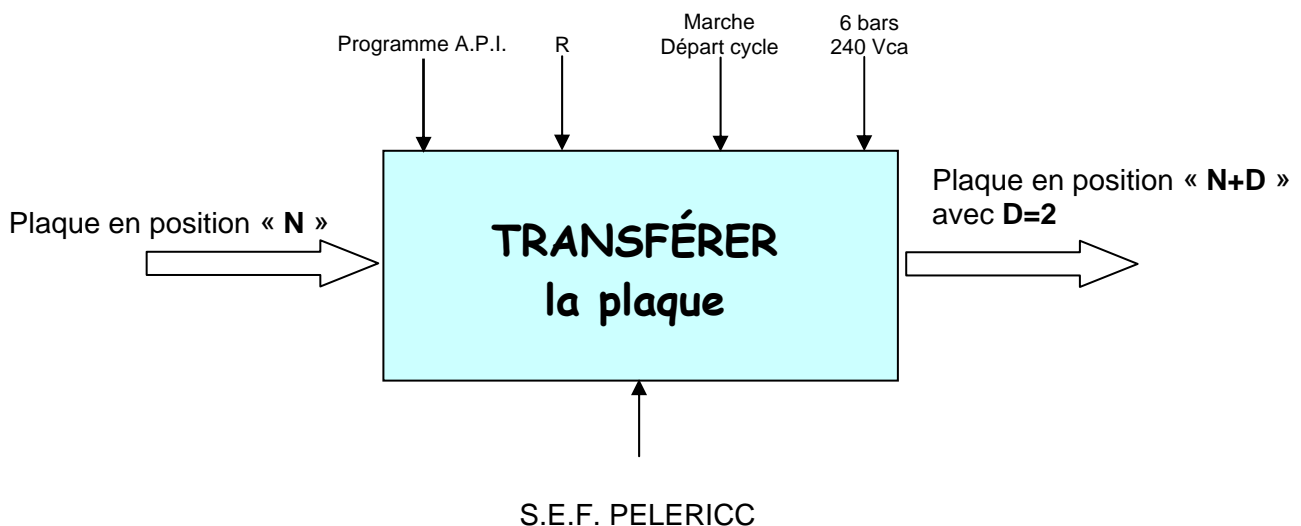 Programme A.P.I.
R
Marche
Départ cycle
6 bars
240 Vca
Plaque en position « N »
TRANSFÉRER
la plaque
Plaque en position « N+D »
avec D=2
S.E.F. PELERICC